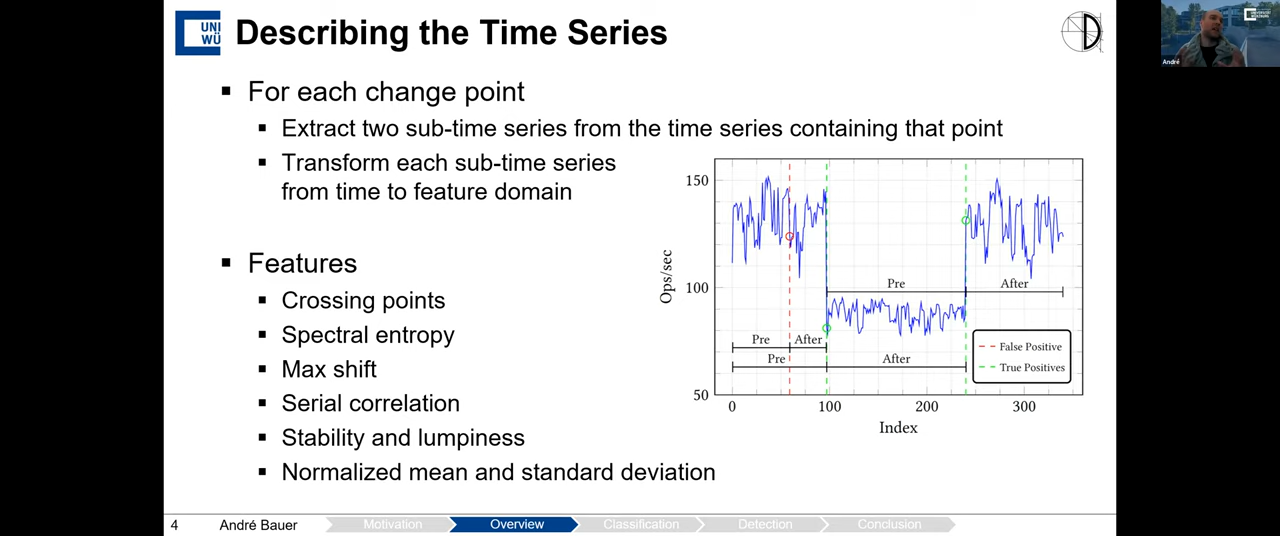 UNI
WÜ
Describing the Time Series
For each change point
Extract two sub-time series from the time series containing that point
Transform each sub-time series
from time to feature domain
Features
Crossing points
Spectral entropy
Max shift
Serial correlation
Stability and lumpiness
Normalized mean and standard deviation
150
100
50
Ops/sec
0
100
200
300
Index
Pre
After
Pre
After
Pre
After
False Positive
True Positives
4
André Bauer
Motivation
Overview
Classification
Detection
Conclusion
André